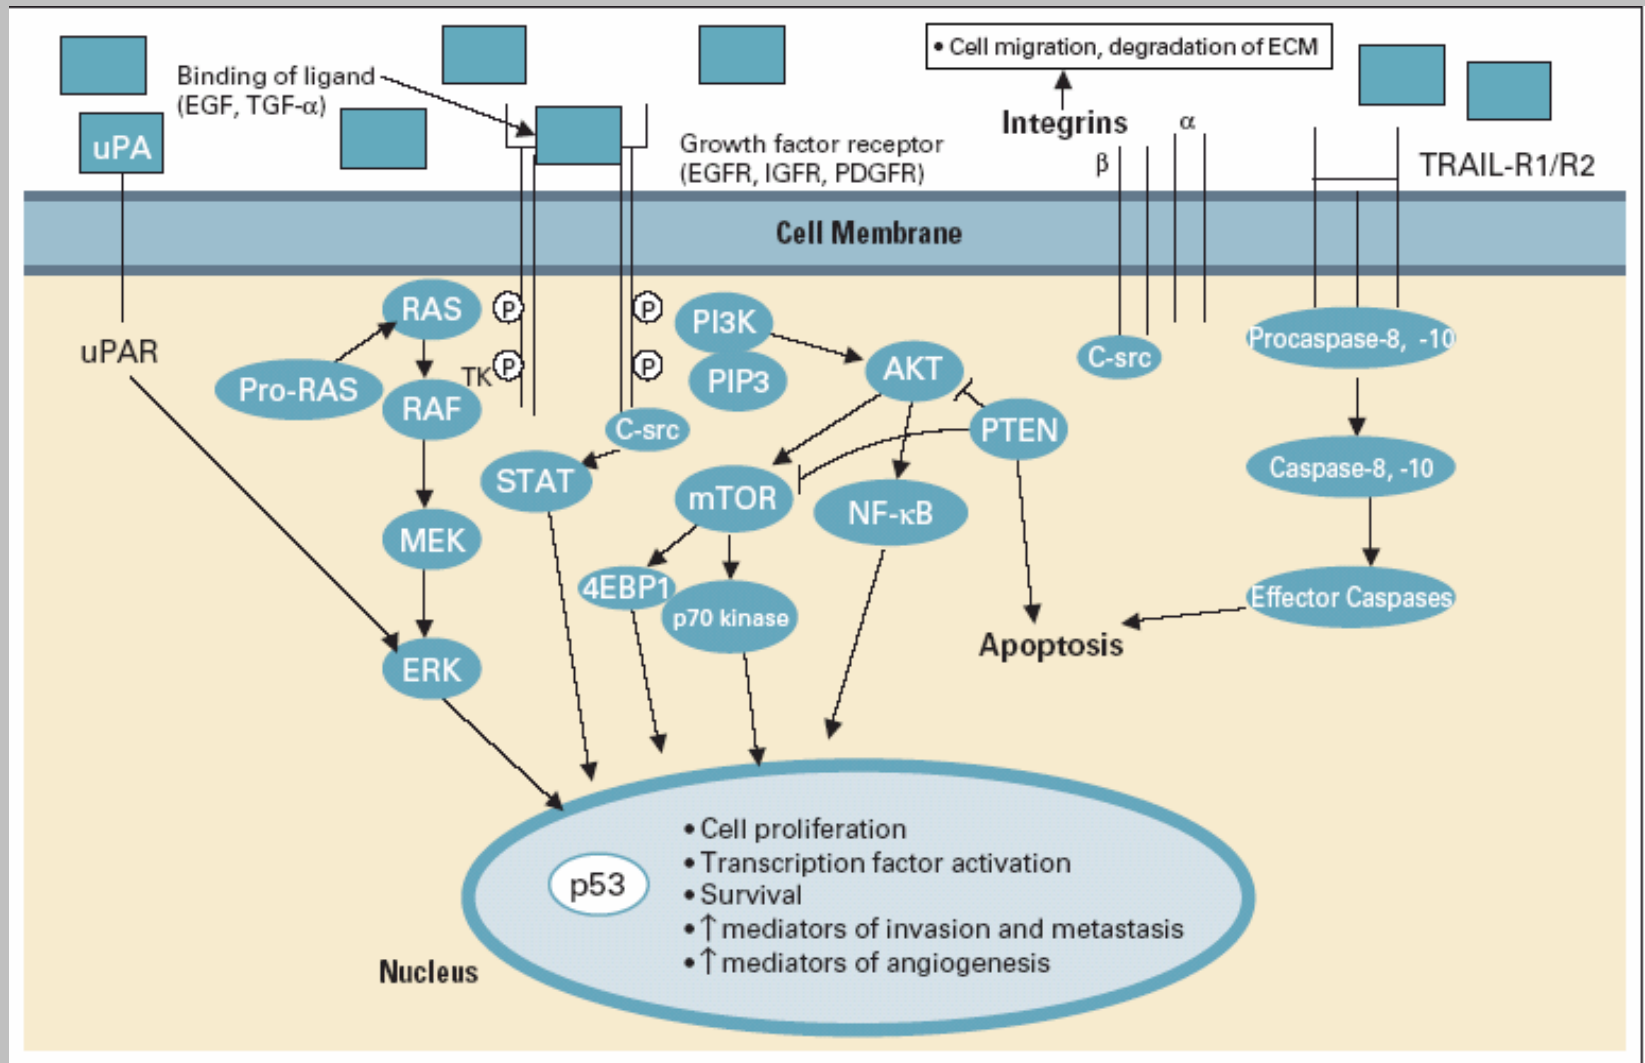 • Cell migration, degradation of ECM
Binding of ligand
(EGF, TGF-α)
uPA
Growth factor receptor
(EGFR, IGFR, PDGFR)
Integrins
α
β
TRAIL-R1/R2
Cell Membrane
RAS
P
P
PI3K
Procaspase-8, -10
uPAR
C-src
Pro-RAS
TK
P
P
PIP3
AKT
RAF
C-src
PTEN
STAT
Caspase-8, -10
mTOR
NF-κB
MEK
4EBP1
p70 kinase
Effector Caspases
Apoptosis
ERK
• Cell proliferation
• Transcription factor activation
p53
• Survival
• ↑ mediators of invasion and metastasis
• ↑ mediators of angiogenesis
Nucleus